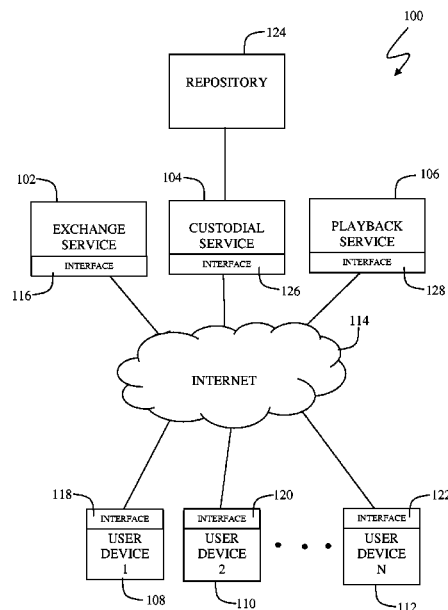 124
100
REPOSITORY
102
104
106
EXCHANGE
SERVICE
CUSTODIAL
SERVICE
PLAYBACK
SERVICE
INTERFACE
INTERFACE
INTERFACE
116
126
128
114
INTERNET
118
120
122
INTERFACE
INTERFACE
INTERFACE
USER
DEVICE
1
USER
DEVICE
2
USER
DEVICE
N
108
110
112